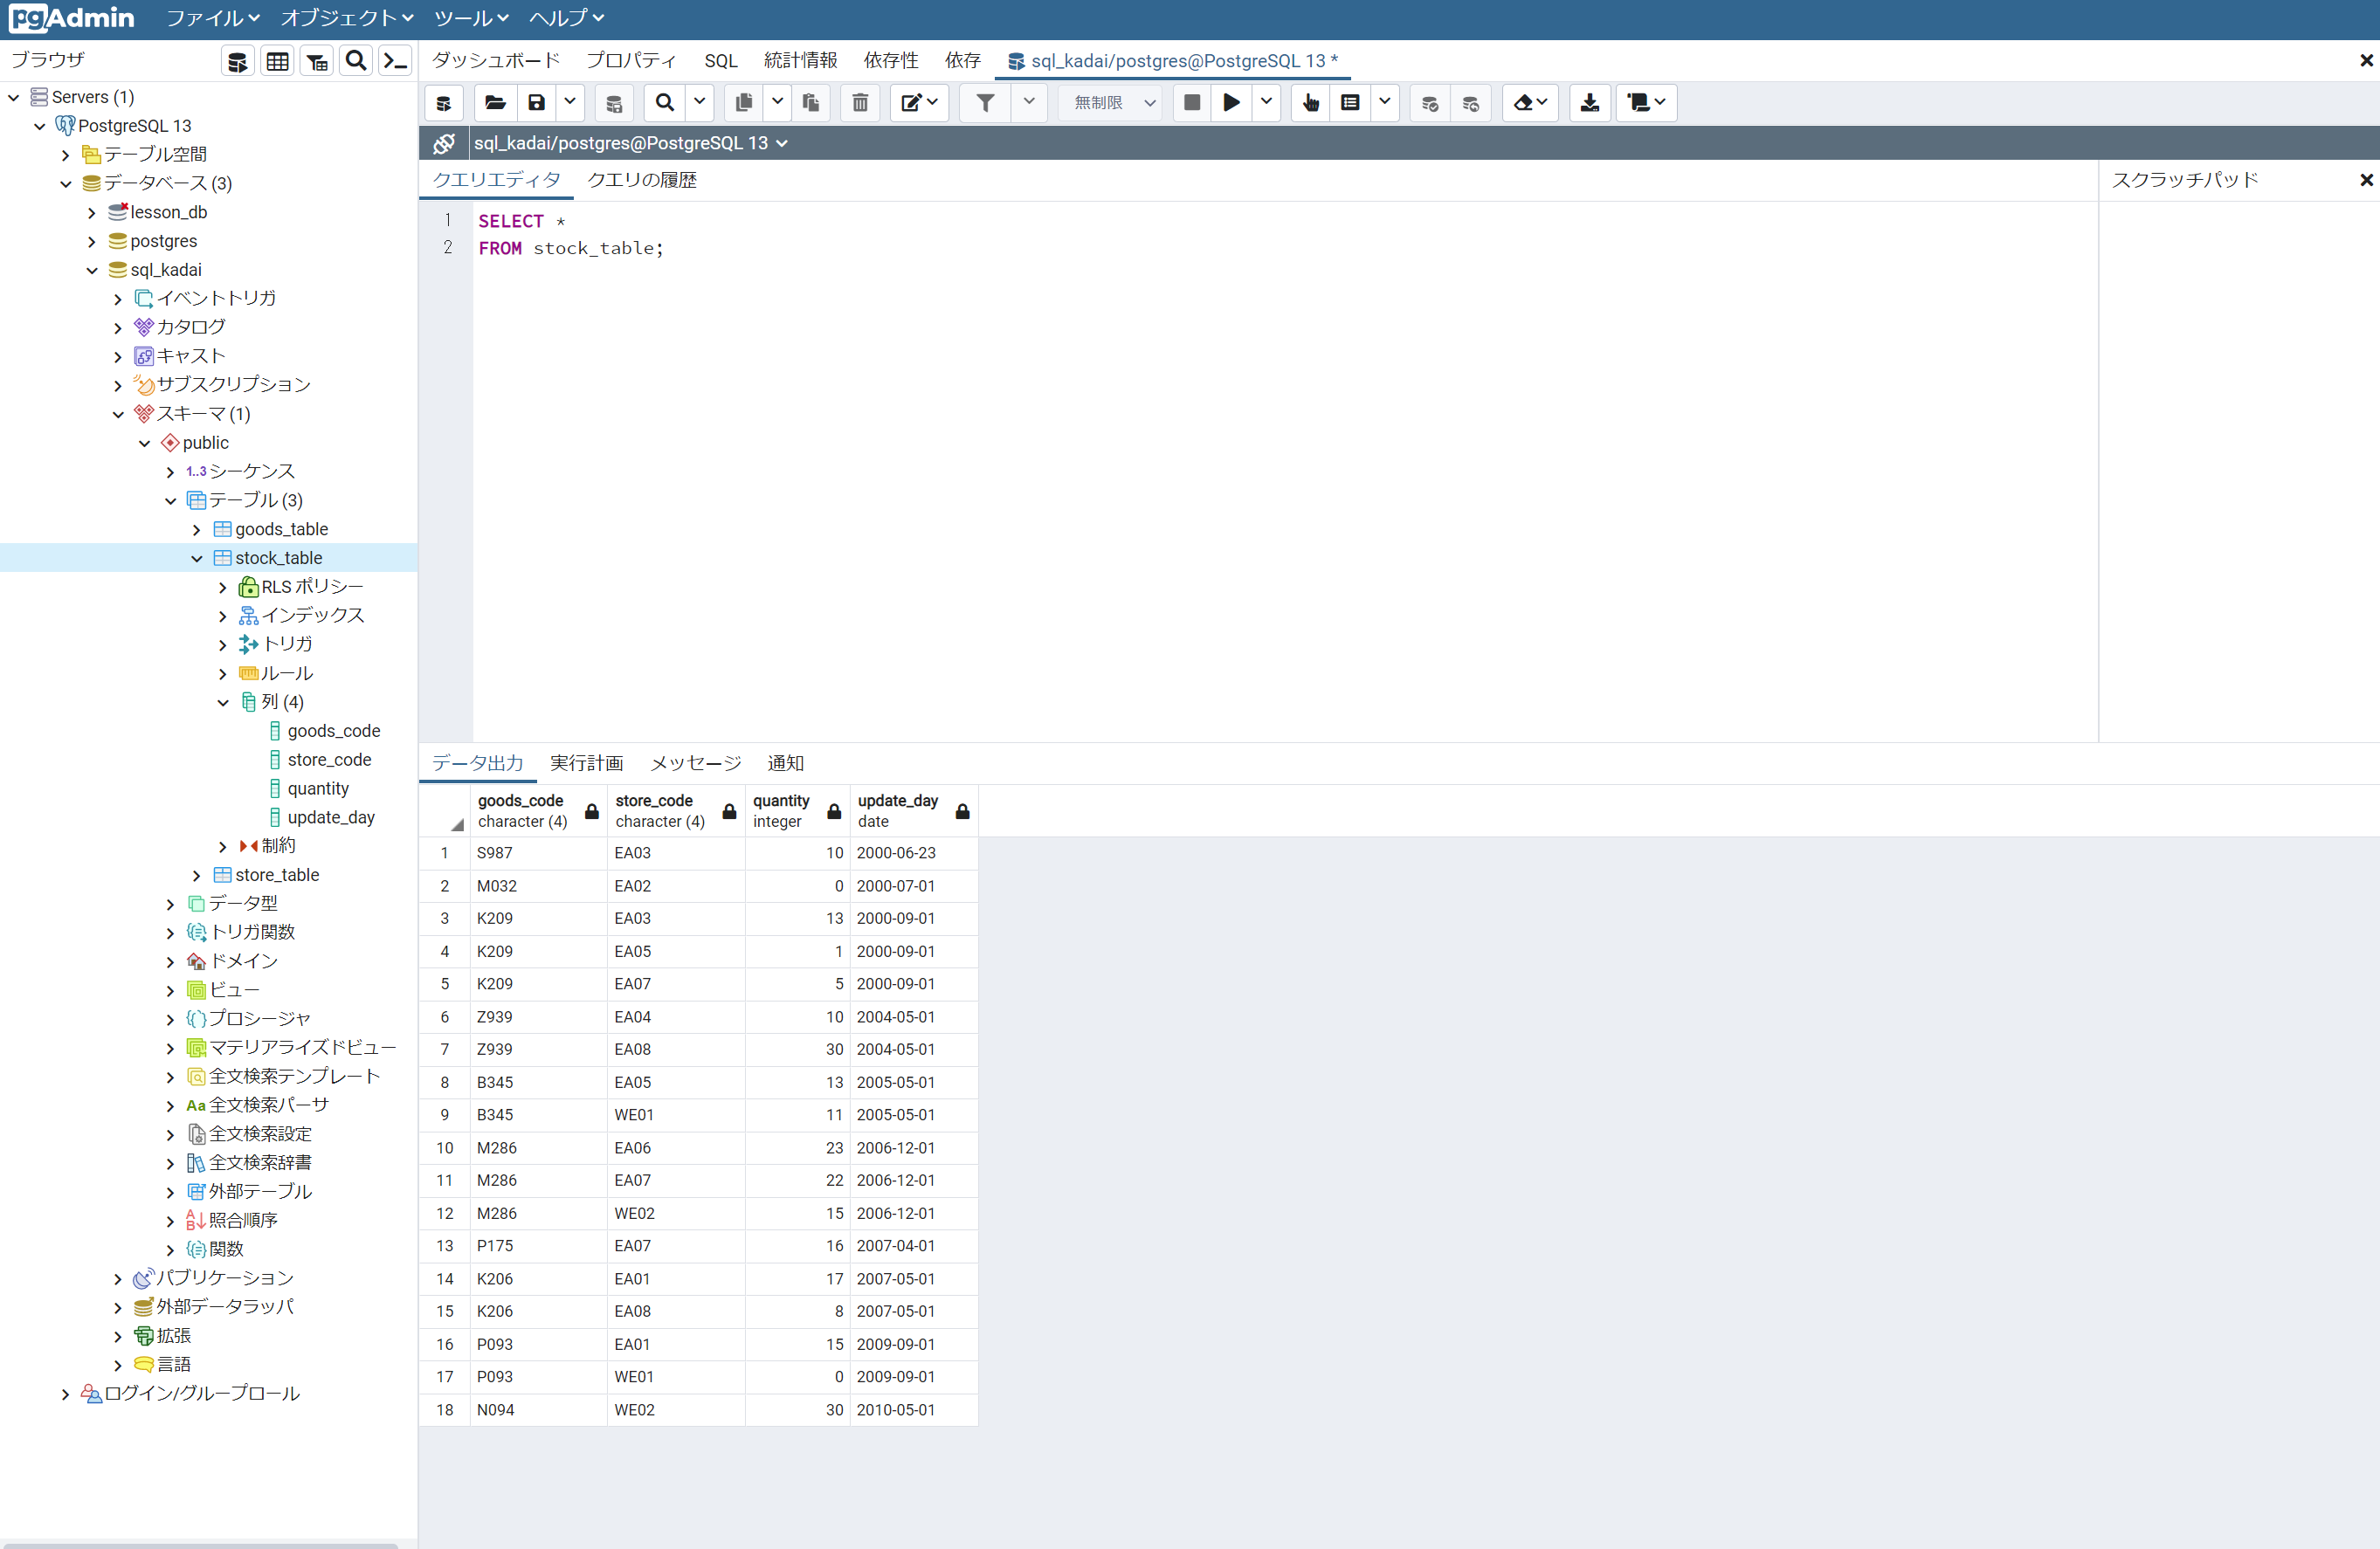 pgAdmin ファイル オブジェクト ツール ヘルプ
ブラウザ
ダッシュボード プロパティ SQL 統計情報 依存性 依存 sql_kadai/postgres@PostgreSQL 13 *
Servers (1)
PostgreSQL 13
テーブル空間
データベース (3)
lesson_db
postgres
sql_kadai
イベントトリガ
カタログ
キャスト
サブスクリプション
スキーマ (1)
public
1..3 シーケンス
テーブル (3)
goods_table
stock_table
RLS ポリシー
インデックス
トリガ
ルール
列 (4)
goods_code
store_code
quantity
update_day
制約
store_table
データ型
トリガ関数
ドメイン
ビュー
プロシージャ
マテリアライズドビュー
全文検索テンプレート
Aa 全文検索パーサ
全文検索設定
全文検索辞書
外部テーブル
照合順序
関数
パブリケーション
外部データラッパ
拡張
言語
ログイン/グループロール
無制限
sql_kadai/postgres@PostgreSQL 13
クエリエディタ クエリの履歴
スクラッチパッド
1 SELECT *
2 FROM stock_table;
データ出力 実行計画 メッセージ 通知
goods_code store_code quantity update_day
character (4) character (4) integer date
1 S987 EA03 10 2000-06-23
2 M032 EA02 0 2000-07-01
3 K209 EA03 13 2000-09-01
4 K209 EA05 1 2000-09-01
5 K209 EA07 5 2000-09-01
6 Z939 EA04 10 2004-05-01
7 Z939 EA08 30 2004-05-01
8 B345 EA05 13 2005-05-01
9 B345 WE01 11 2005-05-01
10 M286 EA06 23 2006-12-01
11 M286 EA07 22 2006-12-01
12 M286 WE02 15 2006-12-01
13 P175 EA07 16 2007-04-01
14 K206 EA01 17 2007-05-01
15 K206 EA08 8 2007-05-01
16 P093 EA01 15 2009-09-01
17 P093 WE01 0 2009-09-01
18 N094 WE02 30 2010-05-01